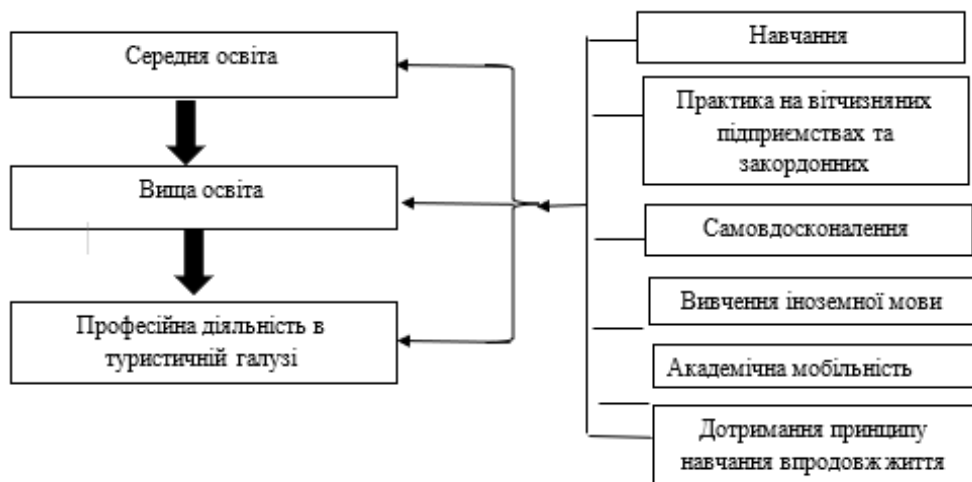 Середня освіта
Вища освіта
Професійна діяльність в
туристичній галузі
Навчання
Практика на вітчизняних
підприємствах та
закордонних
Самовдосконалення
Вивчення іноземної мови
Академічна мобільність
Дотримання принципу
навчання впродовж життя